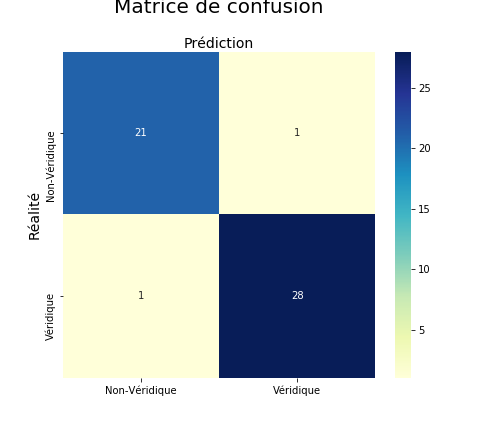 Matrice de confusion
Prédiction
Réalité
Non-Véridique
21
1
Véridique
1
28
Non-Véridique
Véridique
25
20
15
10
5